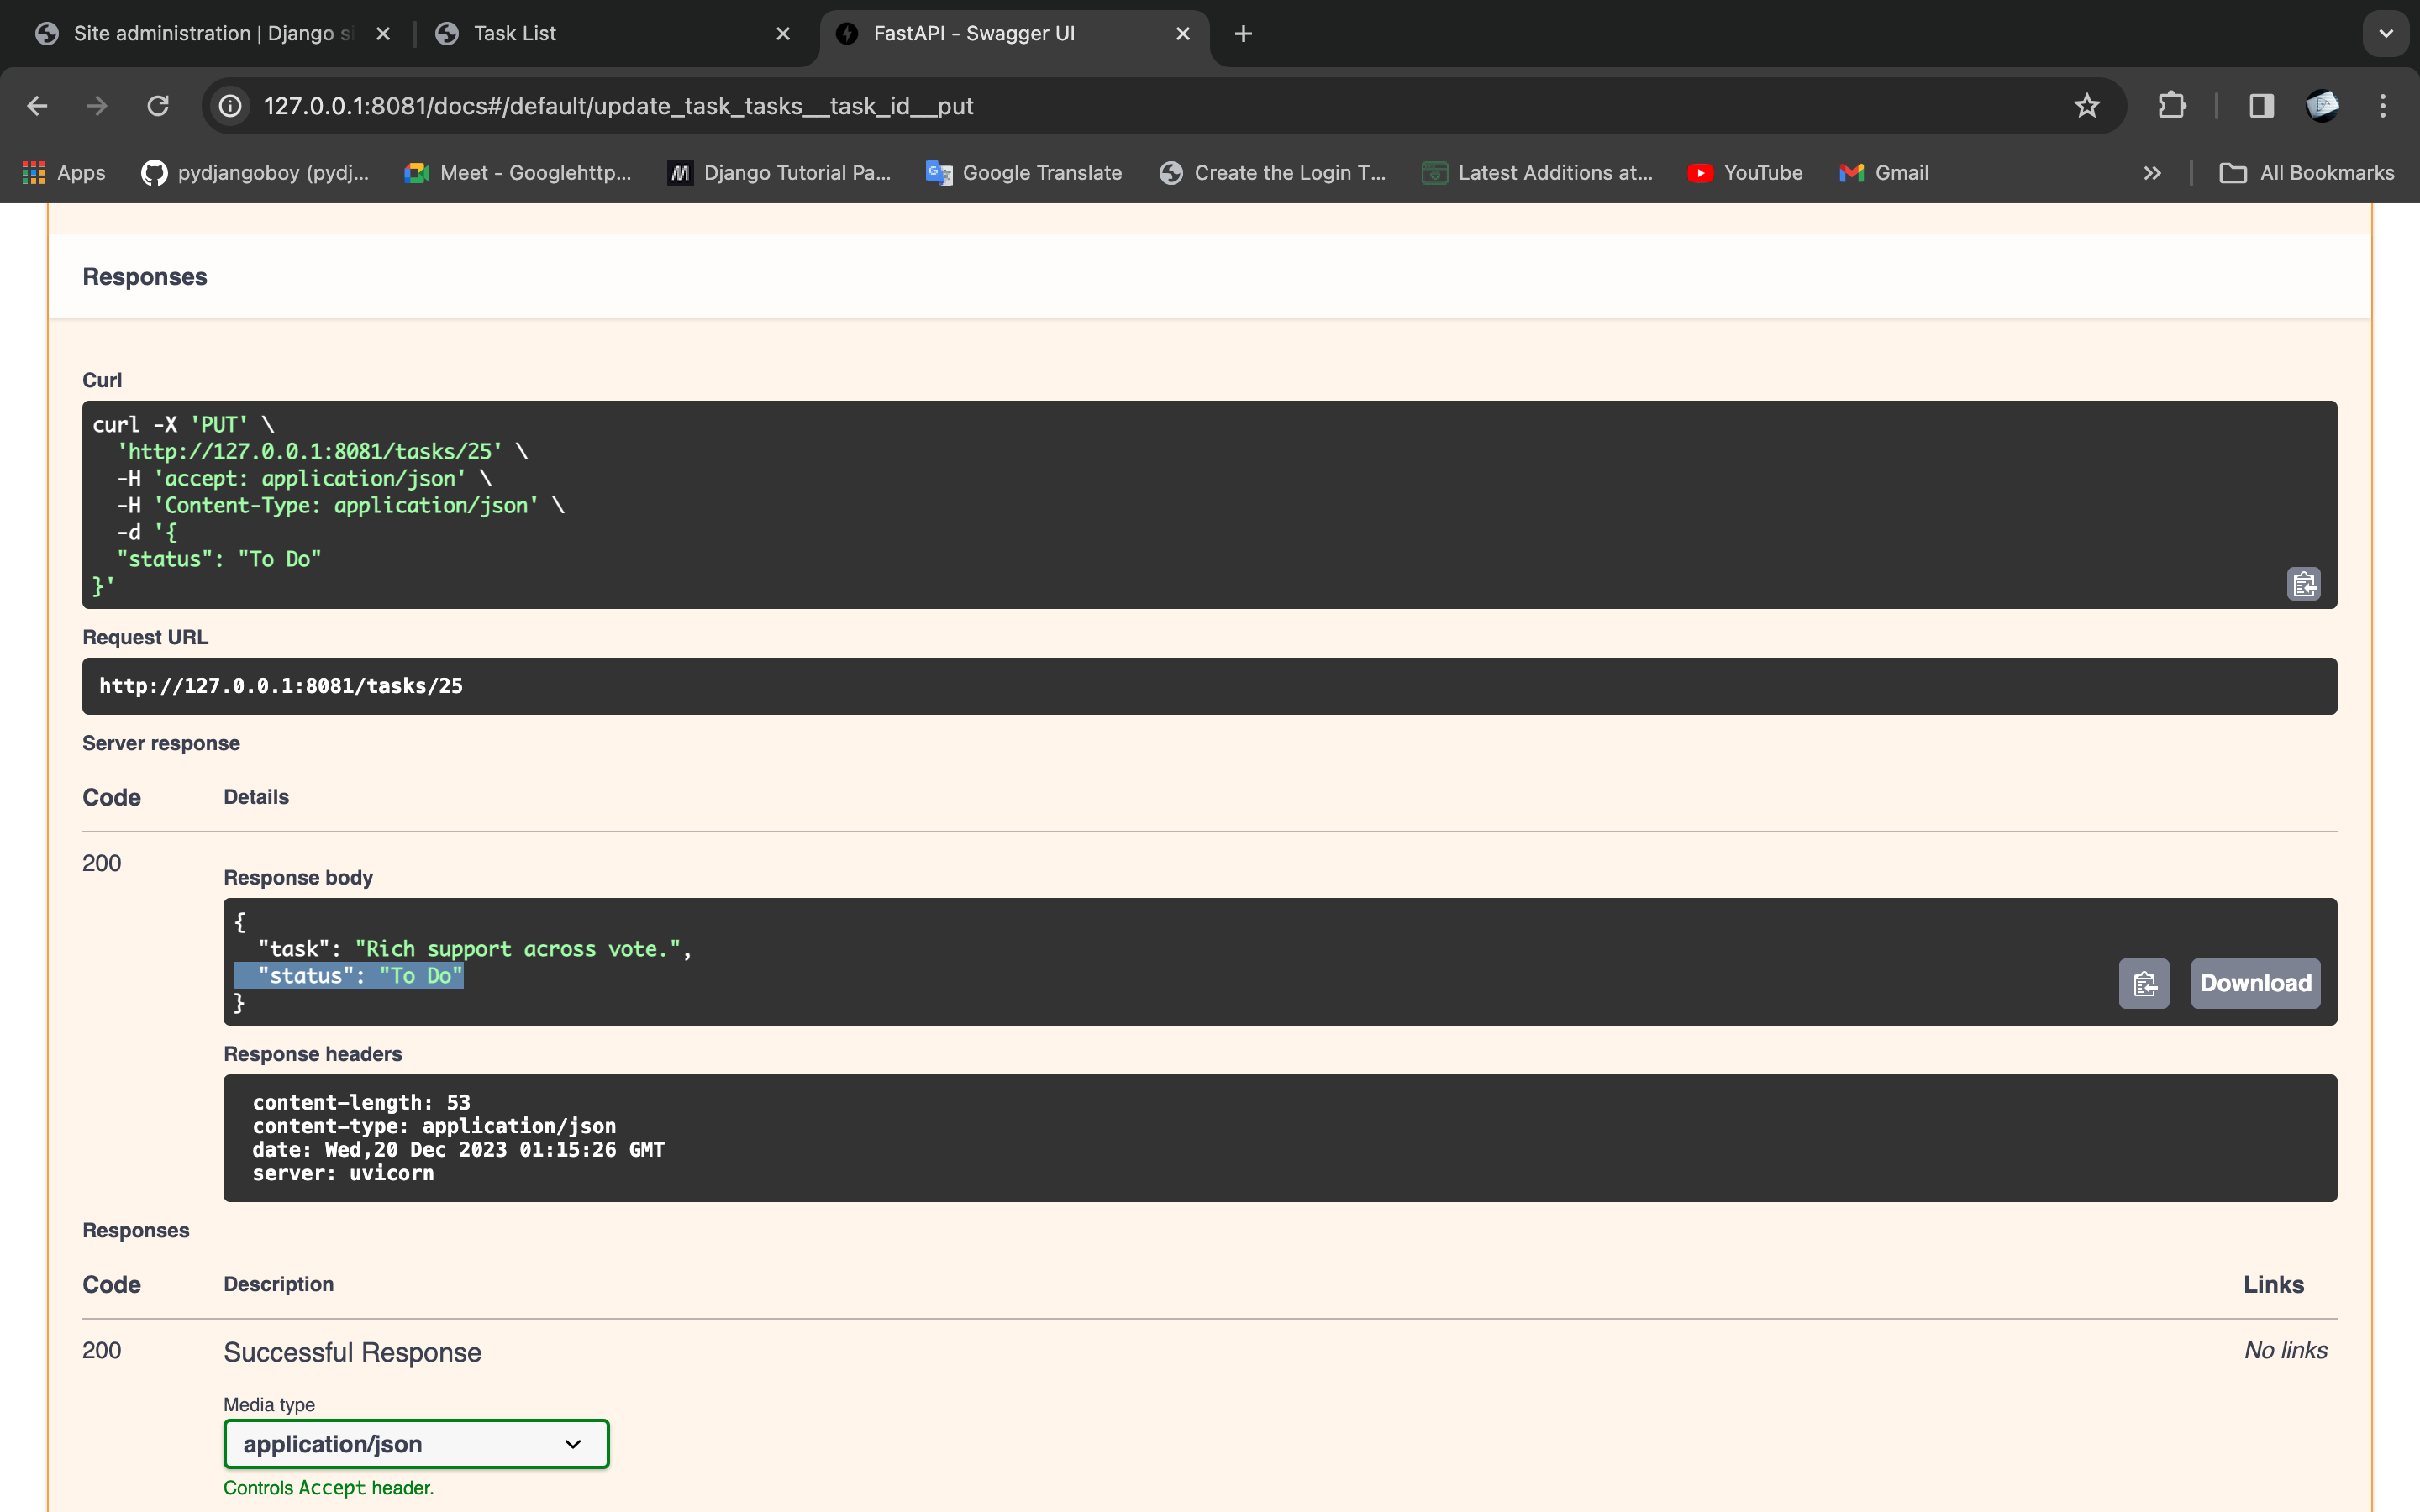 Site administration | Django si
Task List
FastAPI - Swagger UI
127.0.0.1:8081/docs#/default/update_task_tasks__task_id__put
Apps
pydjangoboy (pydj...
Meet - Googlehttp...
Django Tutorial Pa...
Google Translate
Create the Login T...
Latest Additions at...
YouTube
Gmail
All Bookmarks
Responses
Curl
curl -X 'PUT' \
'http://127.0.0.1:8081/tasks/25' \
-H 'accept: application/json' \
-H 'Content-Type: application/json' \
-d '{
"status": "To Do"
}'
Request URL
http://127.0.0.1:8081/tasks/25
Server response
Code Details
200
Response body
{
"task": "Rich support across vote.",
"status": "To Do"
}
Download
Response headers
content-length: 53
content-type: application/json
date: Wed,20 Dec 2023 01:15:26 GMT
server: uvicorn
Responses
Code Description Links
200 Successful Response No links
Media type
application/json
Controls Accept header.